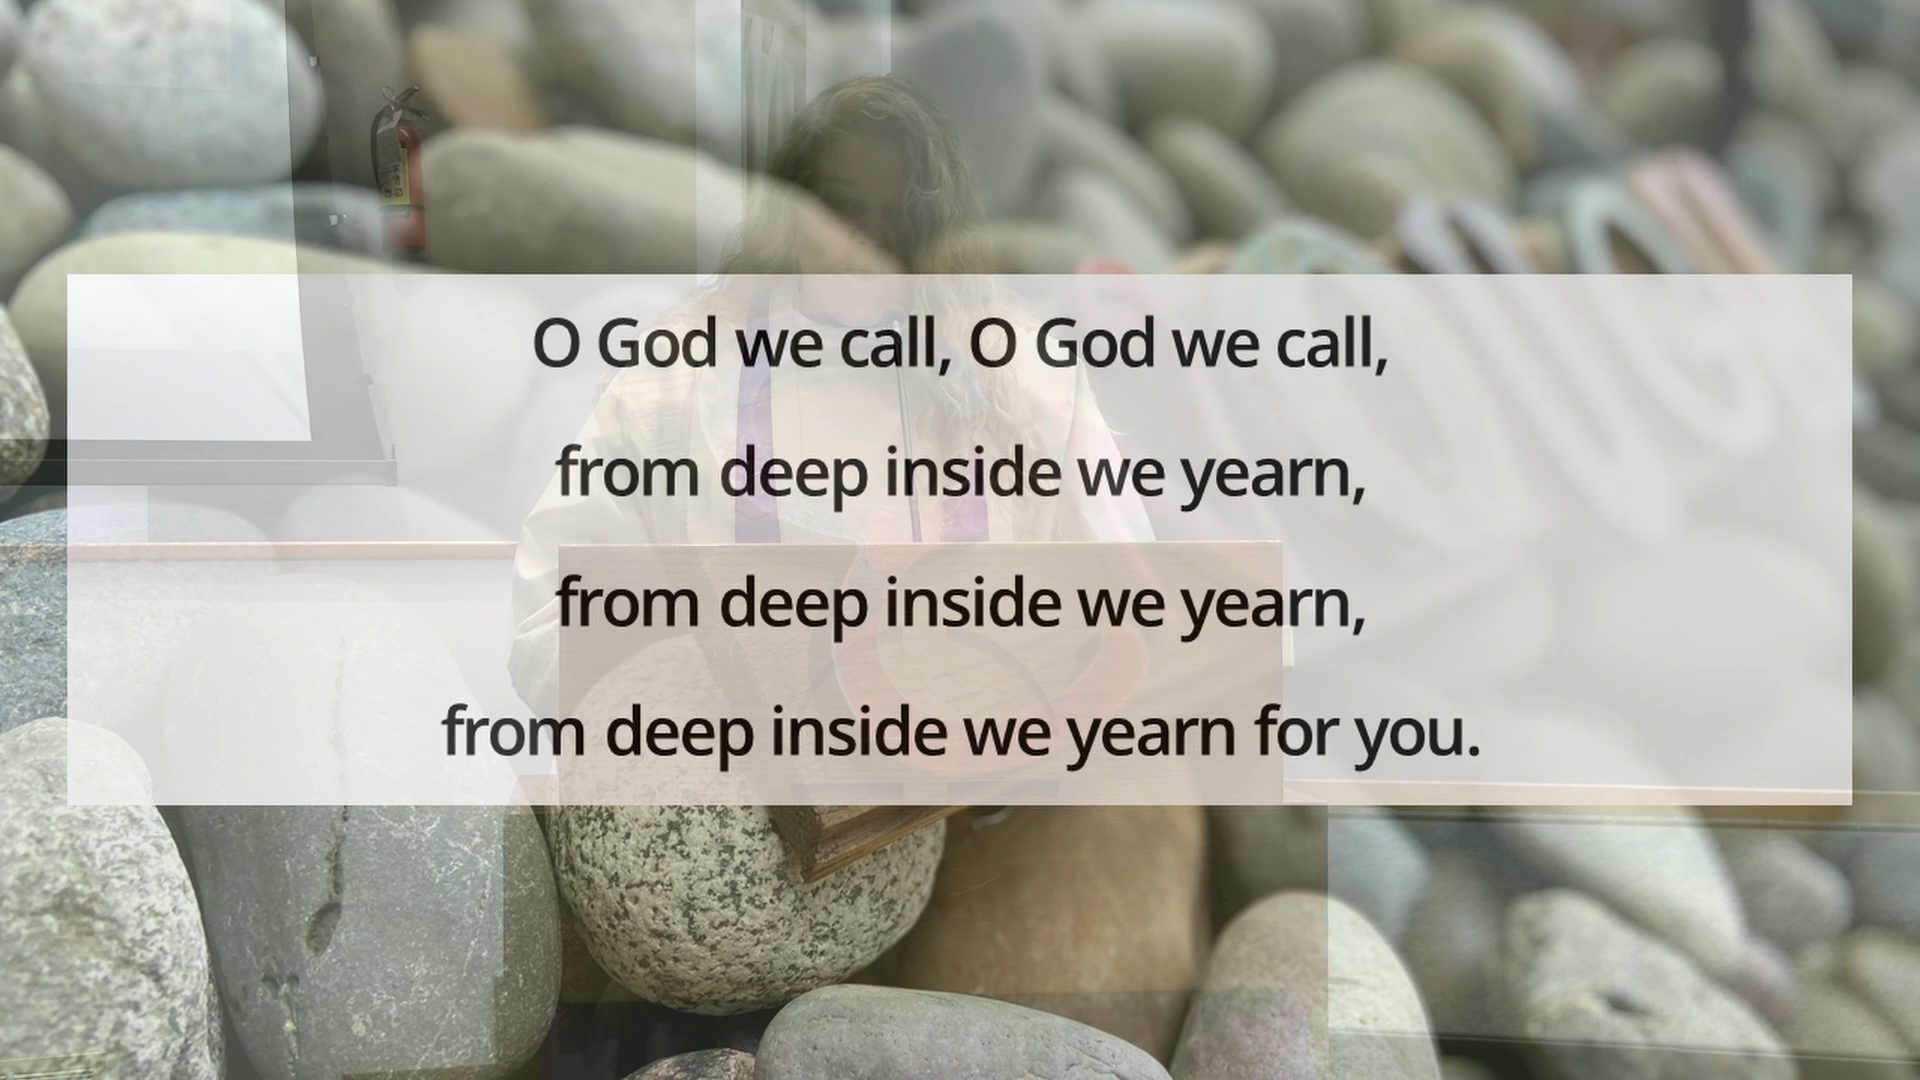 O God we call, O God we call,
from deep inside we yearn,
from deep inside we yearn,
from deep inside we yearn for you.